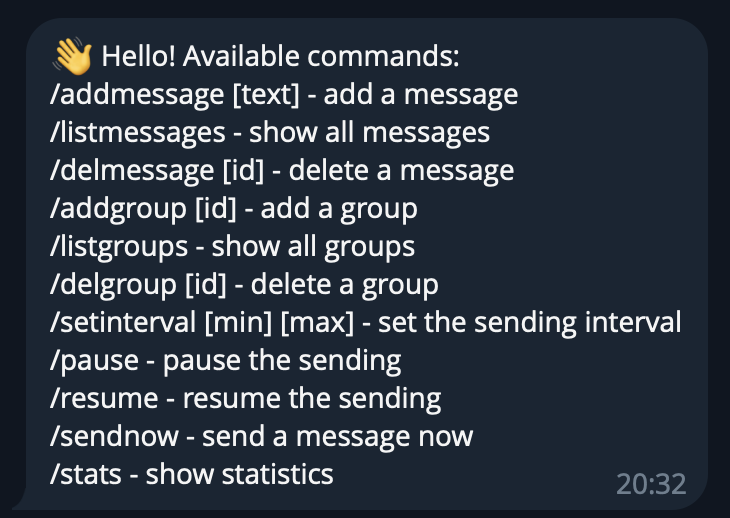 👋 Hello! Available commands:
/addmessage [text] - add a message
/listmessages - show all messages
/delmessage [id] - delete a message
/addgroup [id] - add a group
/listgroups - show all groups
/delgroup [id] - delete a group
/setinterval [min] [max] - set the sending interval
/pause - pause the sending
/resume - resume the sending
/sendnow - send a message now
/stats - show statistics
20:32